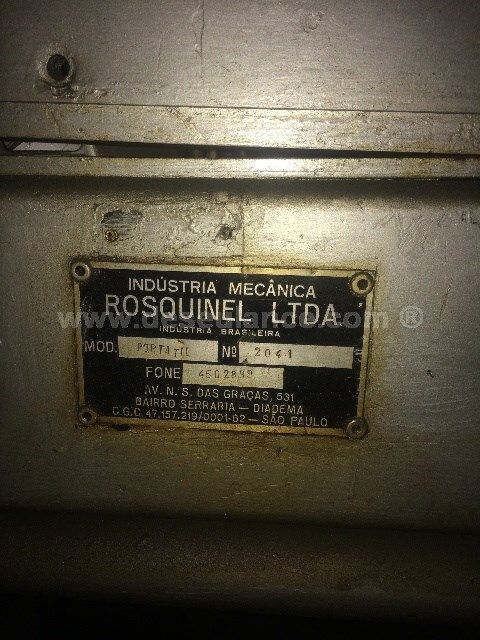 INDÚSTRIA MECÂNICA
ROSQUINEL LTDA
INDÚSTRIA BRASILEIRA
MOD. PORTATIL Nº 2041
FONE
AV. N. S. DAS GRAÇAS, 531
BAIRRO SERRARIA — DIADEMA
C.G.C. 47.157.219/0001-62 — SÃO PAULO